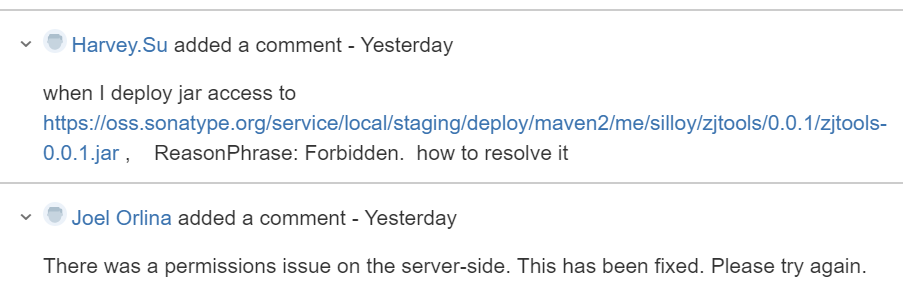 Harvey.Su added a comment - Yesterday
when I deploy jar access to
https://oss.sonatype.org/service/local/staging/deploy/maven2/me/silloy/zjtools/0.0.1/zjtools-
0.0.1.jar ,    ReasonPhrase: Forbidden.  how to resolve it
Joel Orlina added a comment - Yesterday
There was a permissions issue on the server-side. This has been fixed. Please try again.